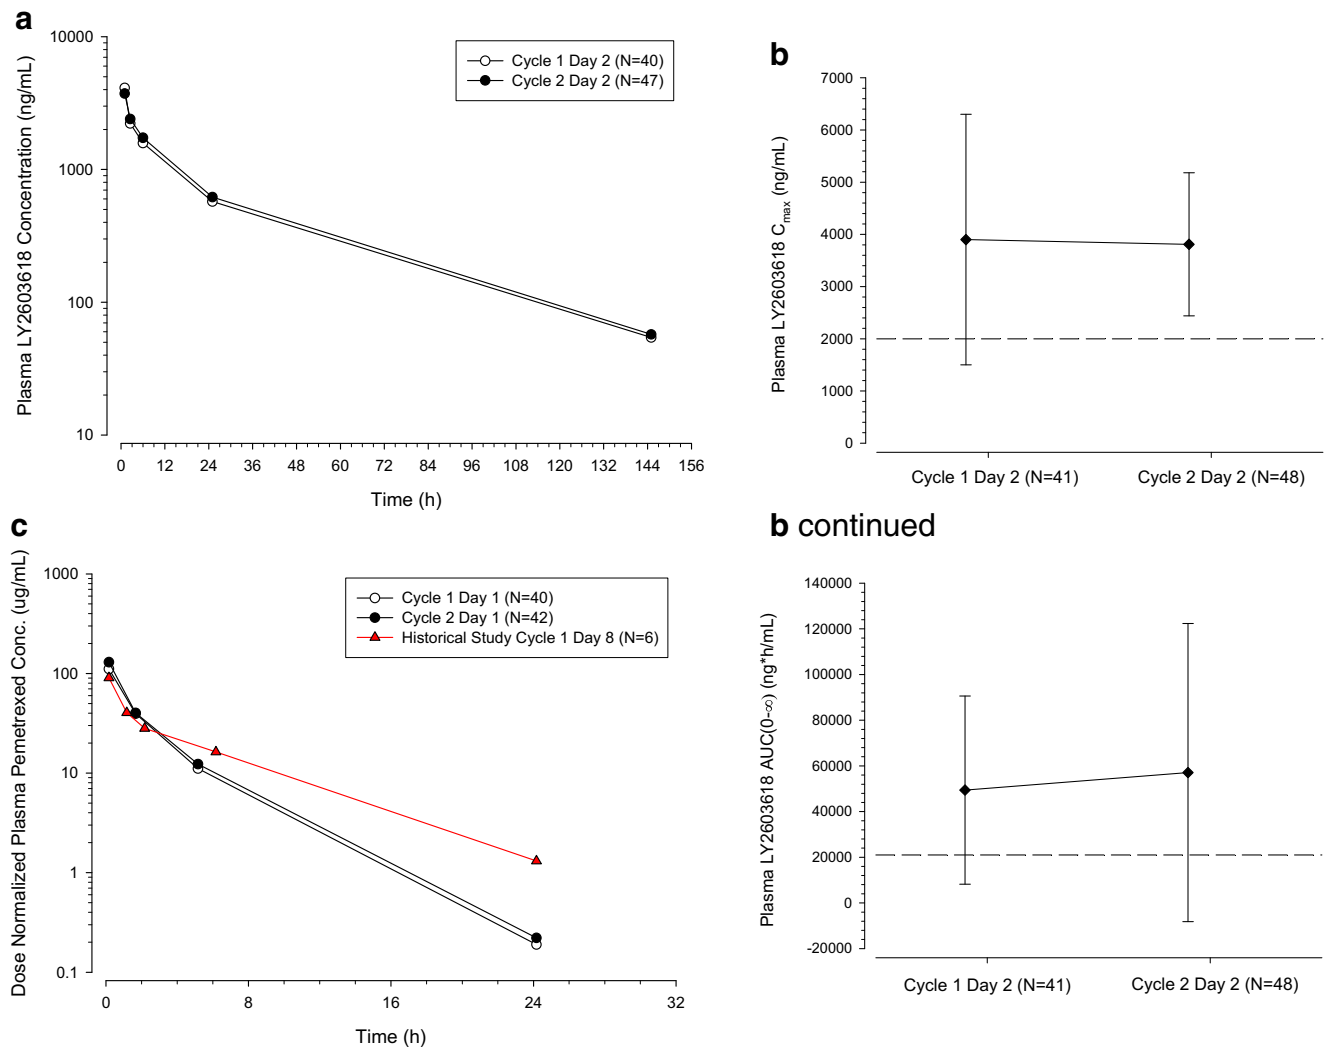 a
10000
1000
100
10
Plasma LY2603618 Concentration (ng/mL)
Cycle 1 Day 2 (N=40)
Cycle 2 Day 2 (N=47)
0 12 24 36 48 60 72 84 96 108 120 132 144 156
Time (h)
b
7000
6000
5000
4000
3000
2000
1000
0
Plasma LY2603618 Cmax (ng/mL)
Cycle 1 Day 2 (N=41) Cycle 2 Day 2 (N=48)
c
1000
100
10
1
0.1
Dose Normalized Plasma Pemetrexed Conc. (ug/mL)
Cycle 1 Day 1 (N=40)
Cycle 2 Day 1 (N=42)
Historical Study Cycle 1 Day 8 (N=6)
0 8 16 24 32
Time (h)
b continued
140000
120000
100000
80000
60000
40000
20000
0
-20000
Plasma LY2603618 AUC(0-∞) (ng*h/mL)
Cycle 1 Day 2 (N=41) Cycle 2 Day 2 (N=48)